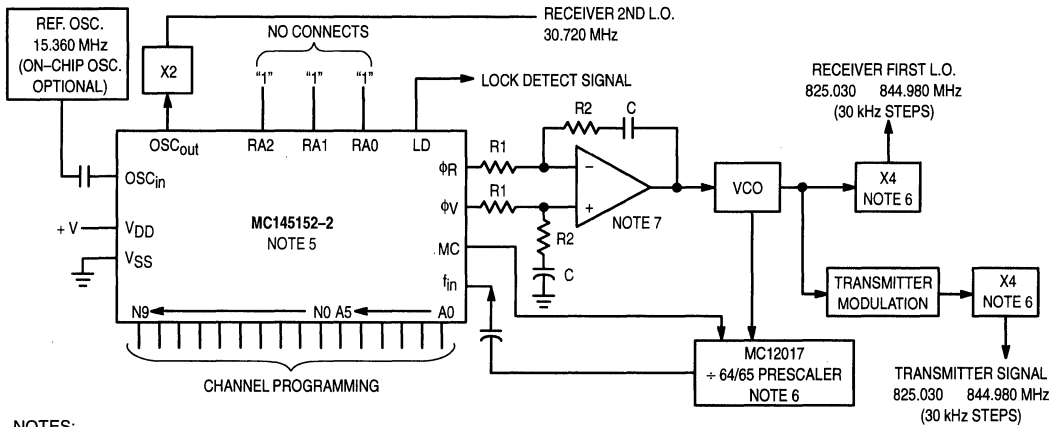 REF. OSC.
15.360 MHz
(ON–CHIP OSC.
OPTIONAL)
X2
NO CONNECTS
"1" "1" "1"
RECEIVER 2ND L.O.
30.720 MHz
LOCK DETECT SIGNAL
OSCout RA2 RA1 RA0 LD
OSCin
+ V
VDD
VSS
MC145152–2
NOTE 5
ϕR
ϕV
MC
fin
N9 N0 A5 A0
CHANNEL PROGRAMMING
R1
R1
R2 C
–
+
NOTE 7
R2
C
VCO
RECEIVER FIRST L.O.
825.030 844.980 MHz
(30 kHz STEPS)
X4
NOTE 6
TRANSMITTER
MODULATION
X4
NOTE 6
MC12017
÷ 64/65 PRESCALER
NOTE 6
TRANSMITTER SIGNAL
825.030 844.980 MHz
(30 kHz STEPS)
NOTES: